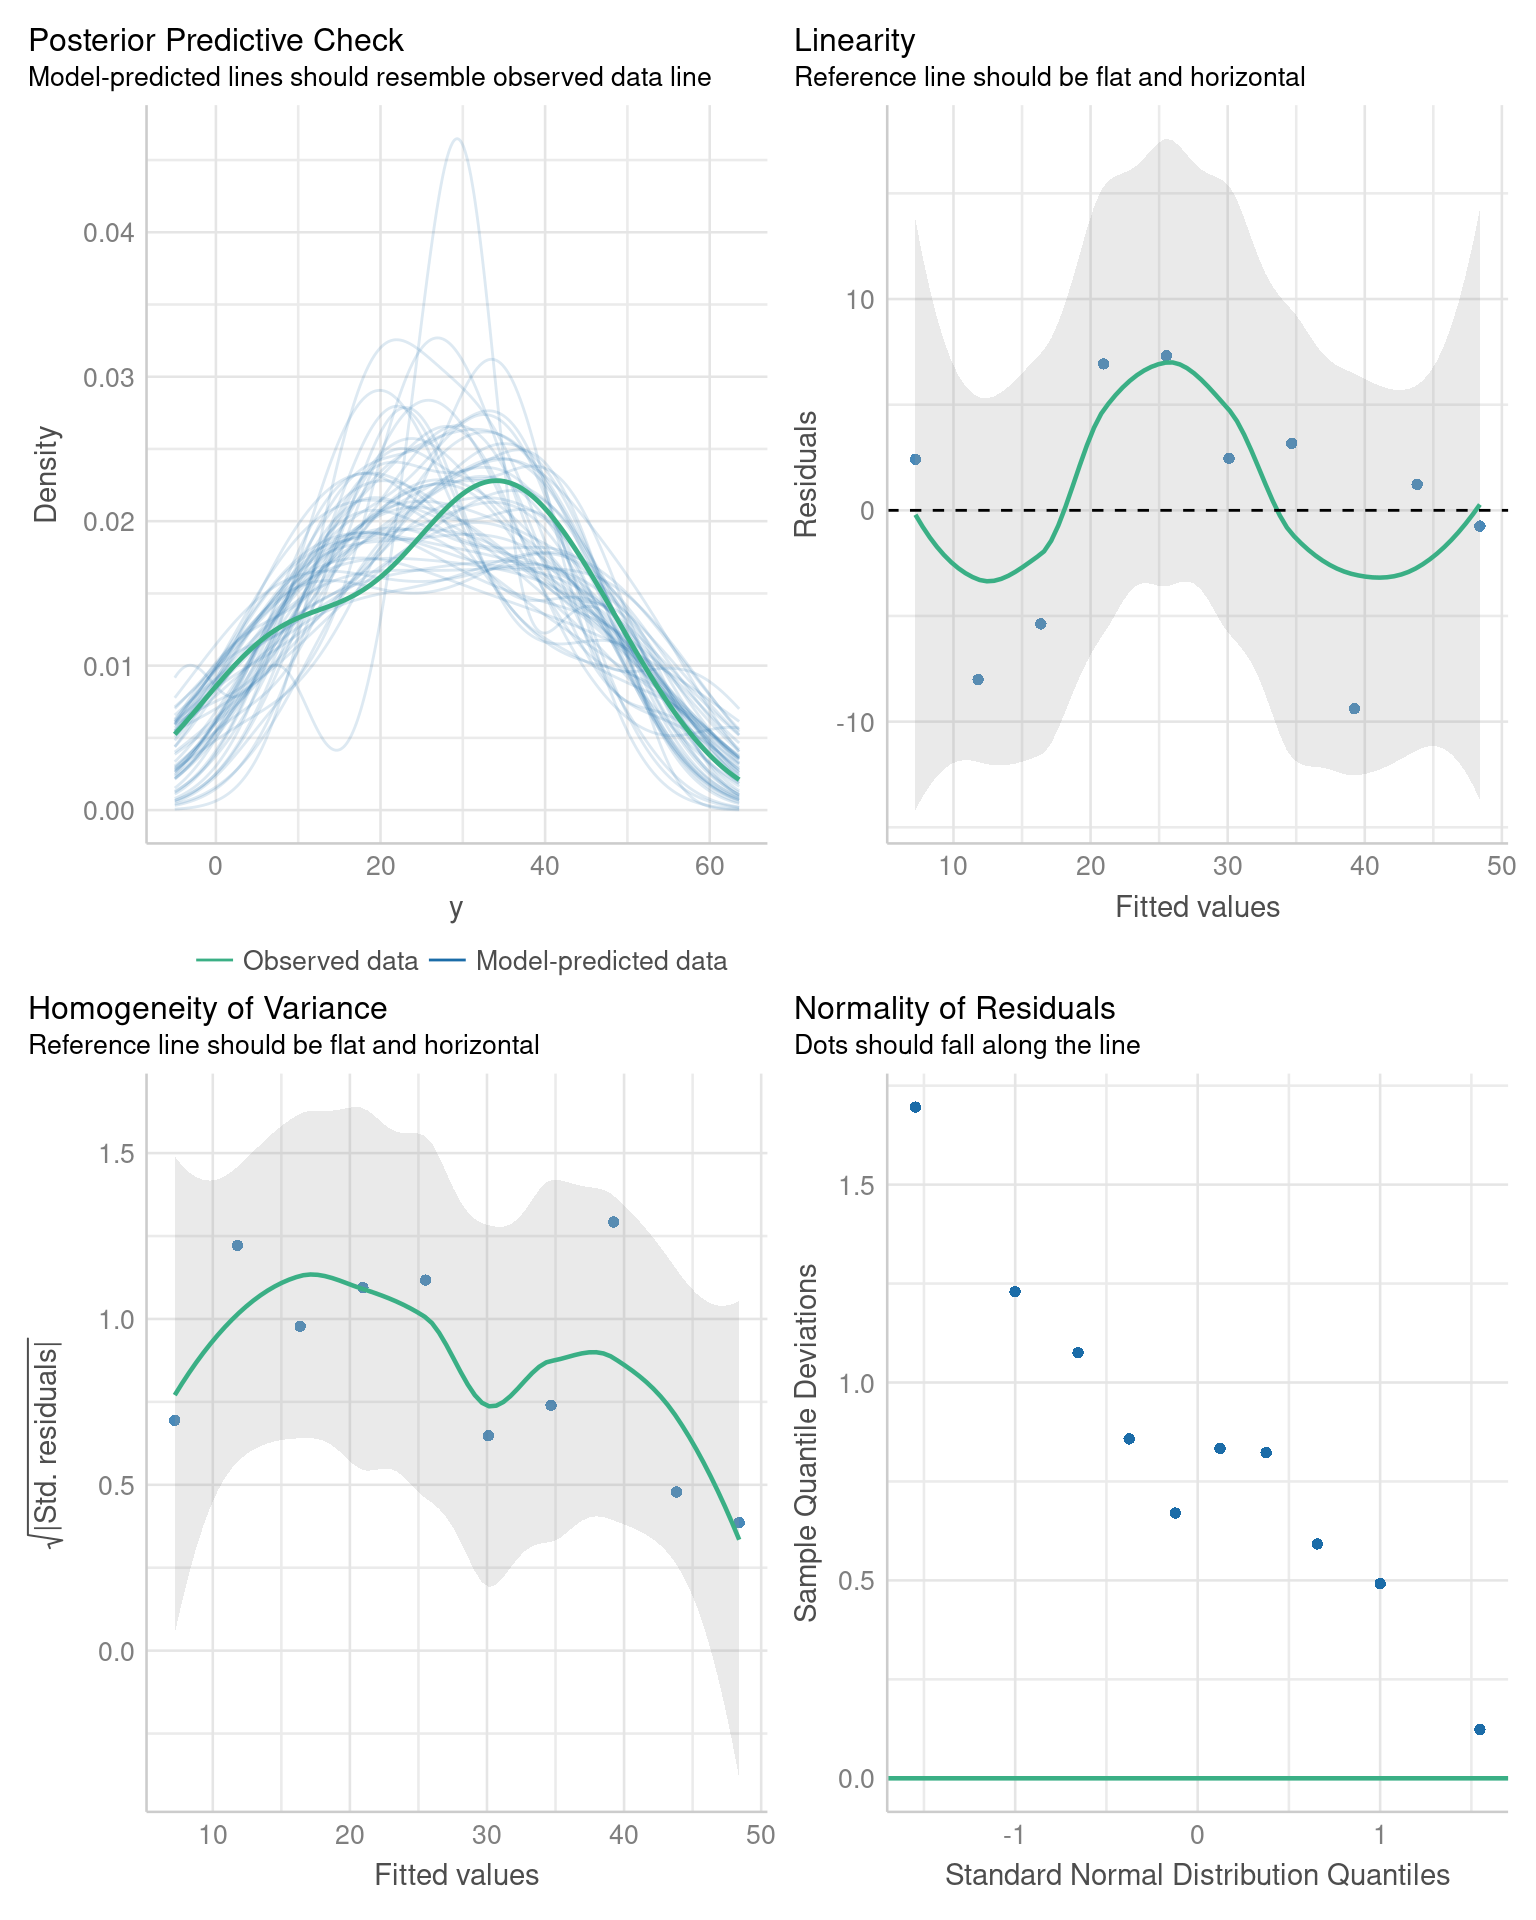 Posterior Predictive Check
Model-predicted lines should resemble observed data line
0.04
0.03
0.02
0.01
0.00
Density
0
20
40
60
y
Observed data
Model-predicted data
Linearity
Reference line should be flat and horizontal
10
0
-10
Residuals
10
20
30
40
50
Fitted values
Homogeneity of Variance
Reference line should be flat and horizontal
1.5
1.0
0.5
0.0
√|Std. residuals|
10
20
30
40
50
Fitted values
Normality of Residuals
Dots should fall along the line
1.5
1.0
0.5
0.0
Sample Quantile Deviations
-1
0
1
Standard Normal Distribution Quantiles